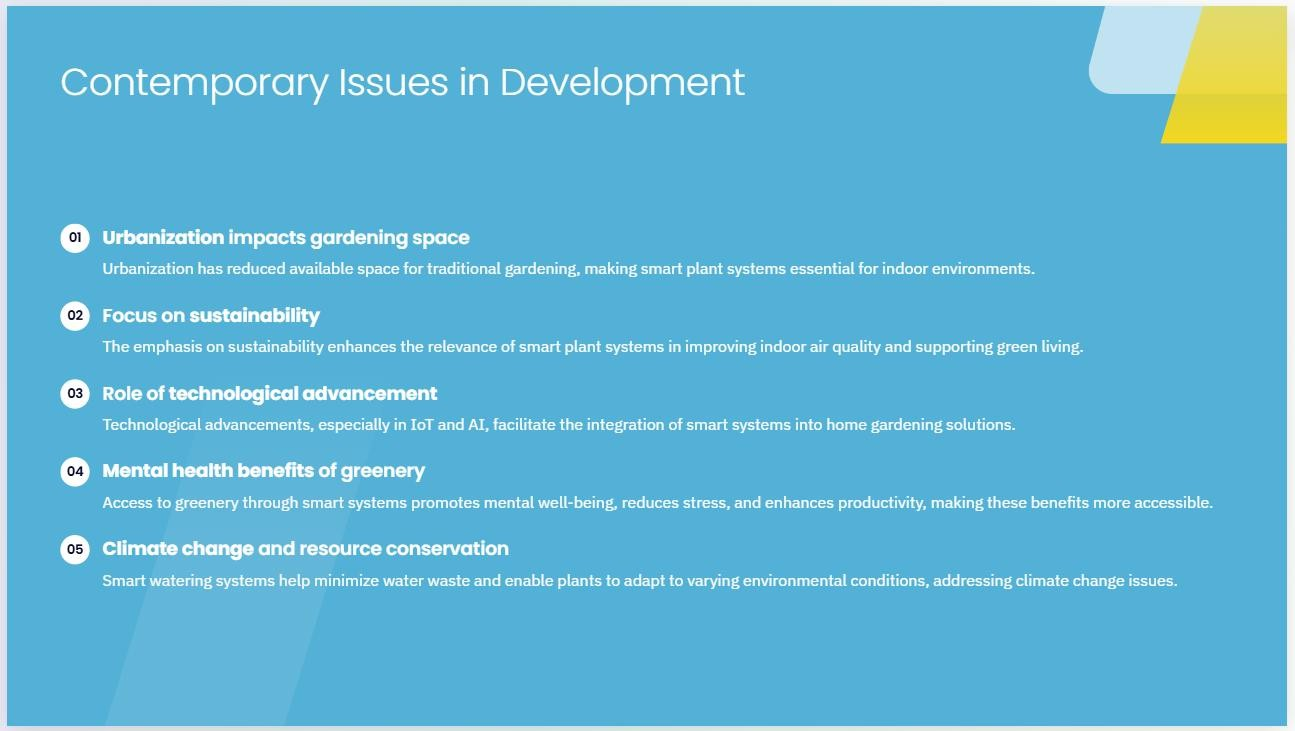 Contemporary Issues in Development
01 Urbanization impacts gardening space
Urbanization has reduced available space for traditional gardening, making smart plant systems essential for indoor environments.
02 Focus on sustainability
The emphasis on sustainability enhances the relevance of smart plant systems in improving indoor air quality and supporting green living.
03 Role of technological advancement
Technological advancements, especially in IoT and AI, facilitate the integration of smart systems into home gardening solutions.
04 Mental health benefits of greenery
Access to greenery through smart systems promotes mental well-being, reduces stress, and enhances productivity, making these benefits more accessible.
05 Climate change and resource conservation
Smart watering systems help minimize water waste and enable plants to adapt to varying environmental conditions, addressing climate change issues.